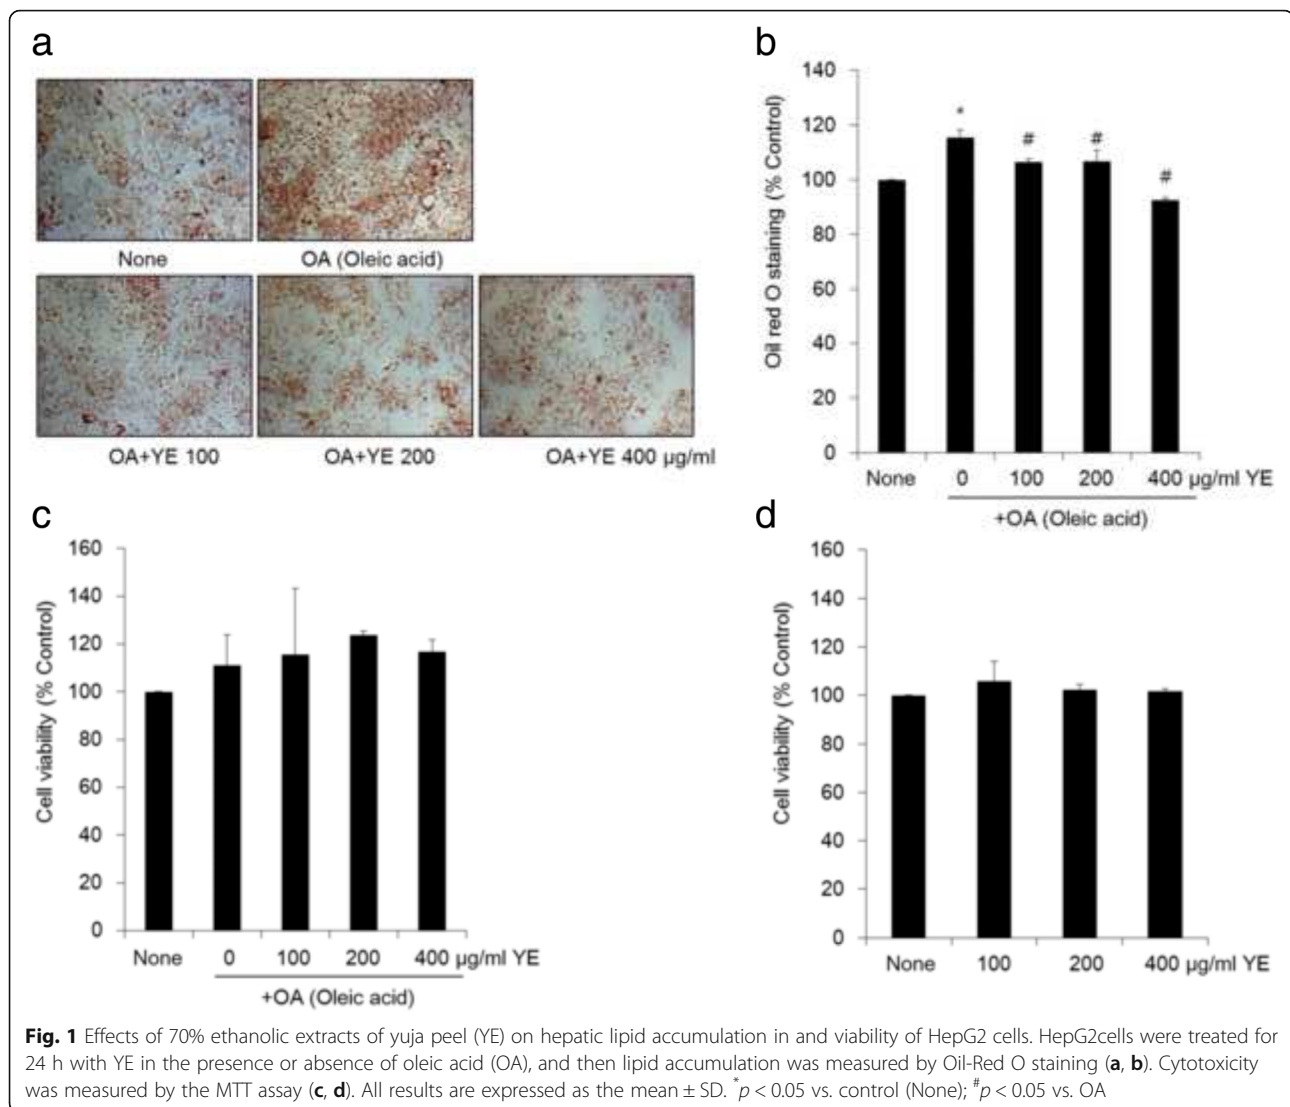 a
None
OA (Oleic acid)
OA+YE 100
OA+YE 200
OA+YE 400 µg/ml
b
Oil red O staining (% Control)
140
120
100
80
60
40
20
0
*
#
#
#
None
0
100
200
400 µg/ml YE
+OA (Oleic acid)
c
Cell viability (% Control)
160
140
120
100
80
60
40
20
0
None
0
100
200
400 µg/ml YE
+OA (Oleic acid)
d
Cell viability (% Control)
160
140
120
100
80
60
40
20
0
None
100
200
400 µg/ml YE
Fig. 1 Effects of 70% ethanolic extracts of yuja peel (YE) on hepatic lipid accumulation in and viability of HepG2 cells. HepG2cells were treated for
24 h with YE in the presence or absence of oleic acid (OA), and then lipid accumulation was measured by Oil-Red O staining (a, b). Cytotoxicity
was measured by the MTT assay (c, d). All results are expressed as the mean ± SD. *p < 0.05 vs. control (None); #p < 0.05 vs. OA